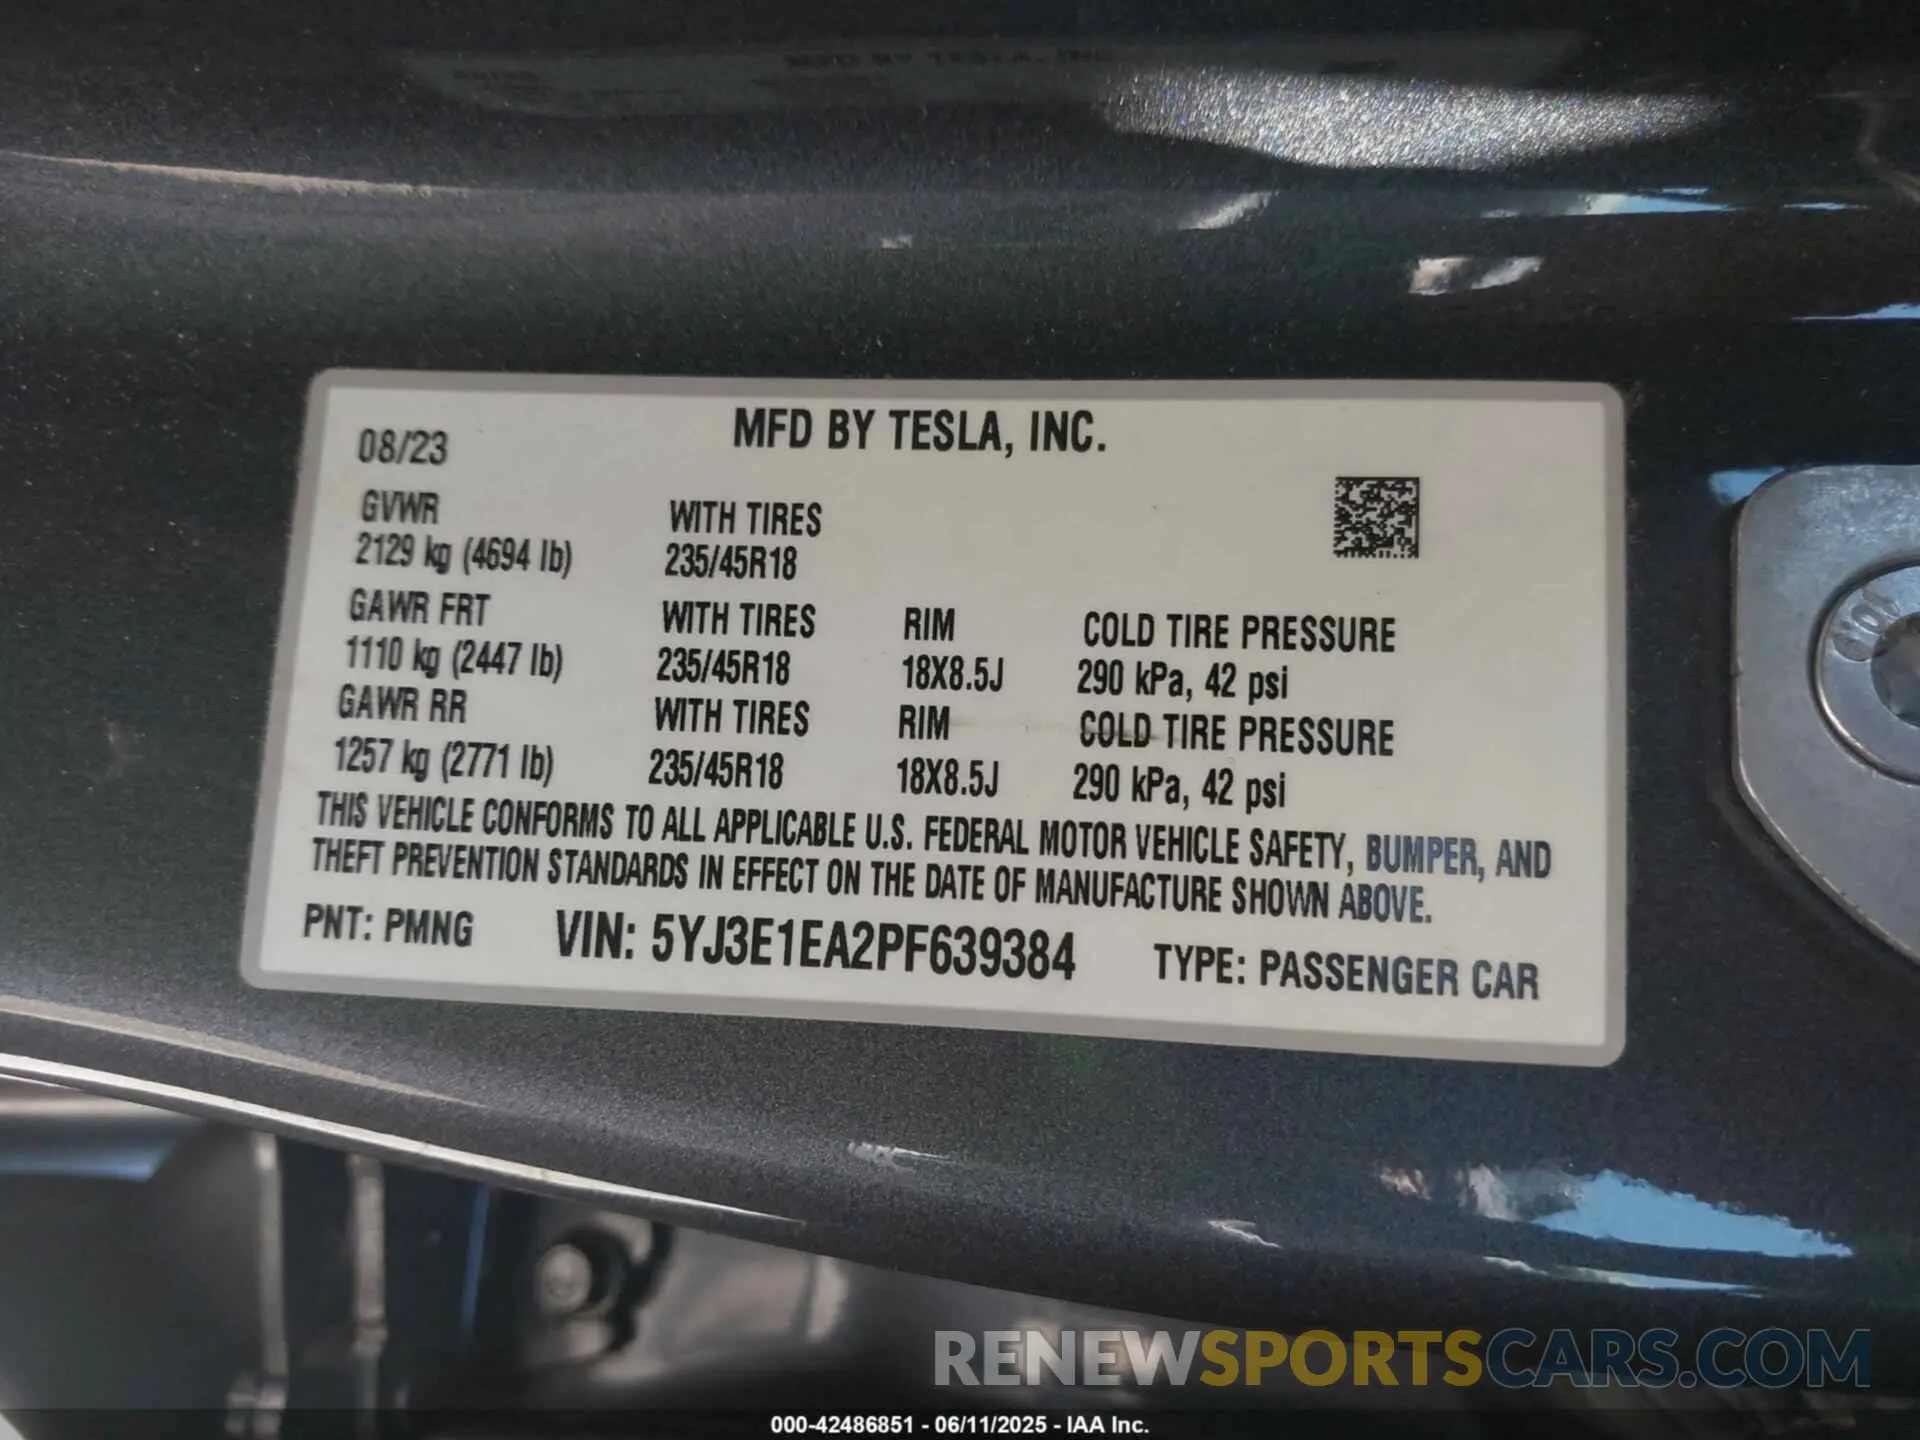 MFD BY TESLA, INC.
08/23
GVWR WITH TIRES
2129 kg (4694 lb) 235/45R18
GAWR FRT WITH TIRES RIM COLD TIRE PRESSURE
1110 kg (2447 lb) 235/45R18 18X8.5J 290 kPa, 42 psi
GAWR RR WITH TIRES RIM COLD TIRE PRESSURE
1257 kg (2771 lb) 235/45R18 18X8.5J 290 kPa, 42 psi
THIS VEHICLE CONFORMS TO ALL APPLICABLE U.S. FEDERAL MOTOR VEHICLE SAFETY, BUMPER, AND
THEFT PREVENTION STANDARDS IN EFFECT ON THE DATE OF MANUFACTURE SHOWN ABOVE.
PNT: PMNG VIN: 5YJ3E1EA2PF639384 TYPE: PASSENGER CAR
RENEWSPORTSCARS.COM
000-42486851 - 06/11/2025 - IAA Inc.